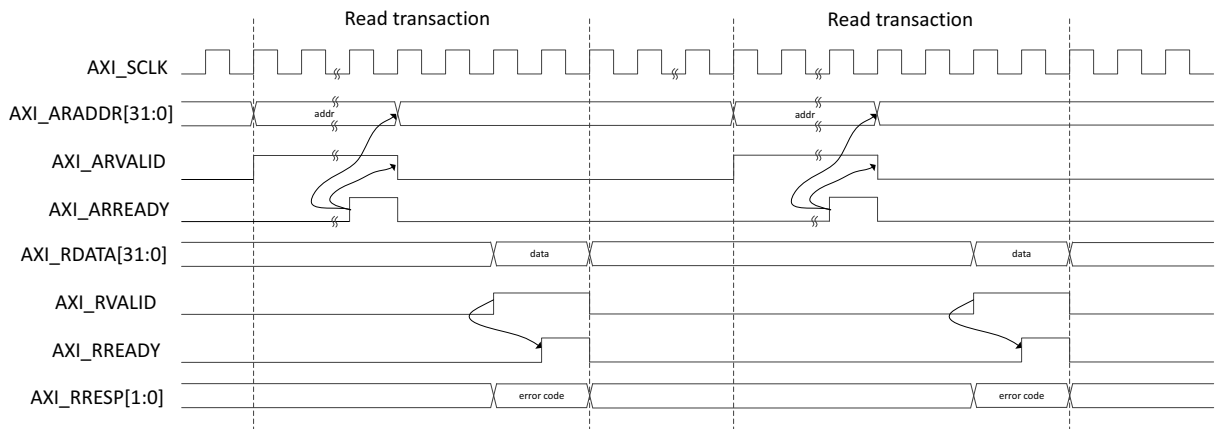 Read transaction Read transaction
AXI_SCLK
AXI_ARADDR[31:0] addr addr
AXI_ARVALID
AXI_ARREADY
AXI_RDATA[31:0] data data
AXI_RVALID
AXI_RREADY
AXI_RRESP[1:0] error code error code